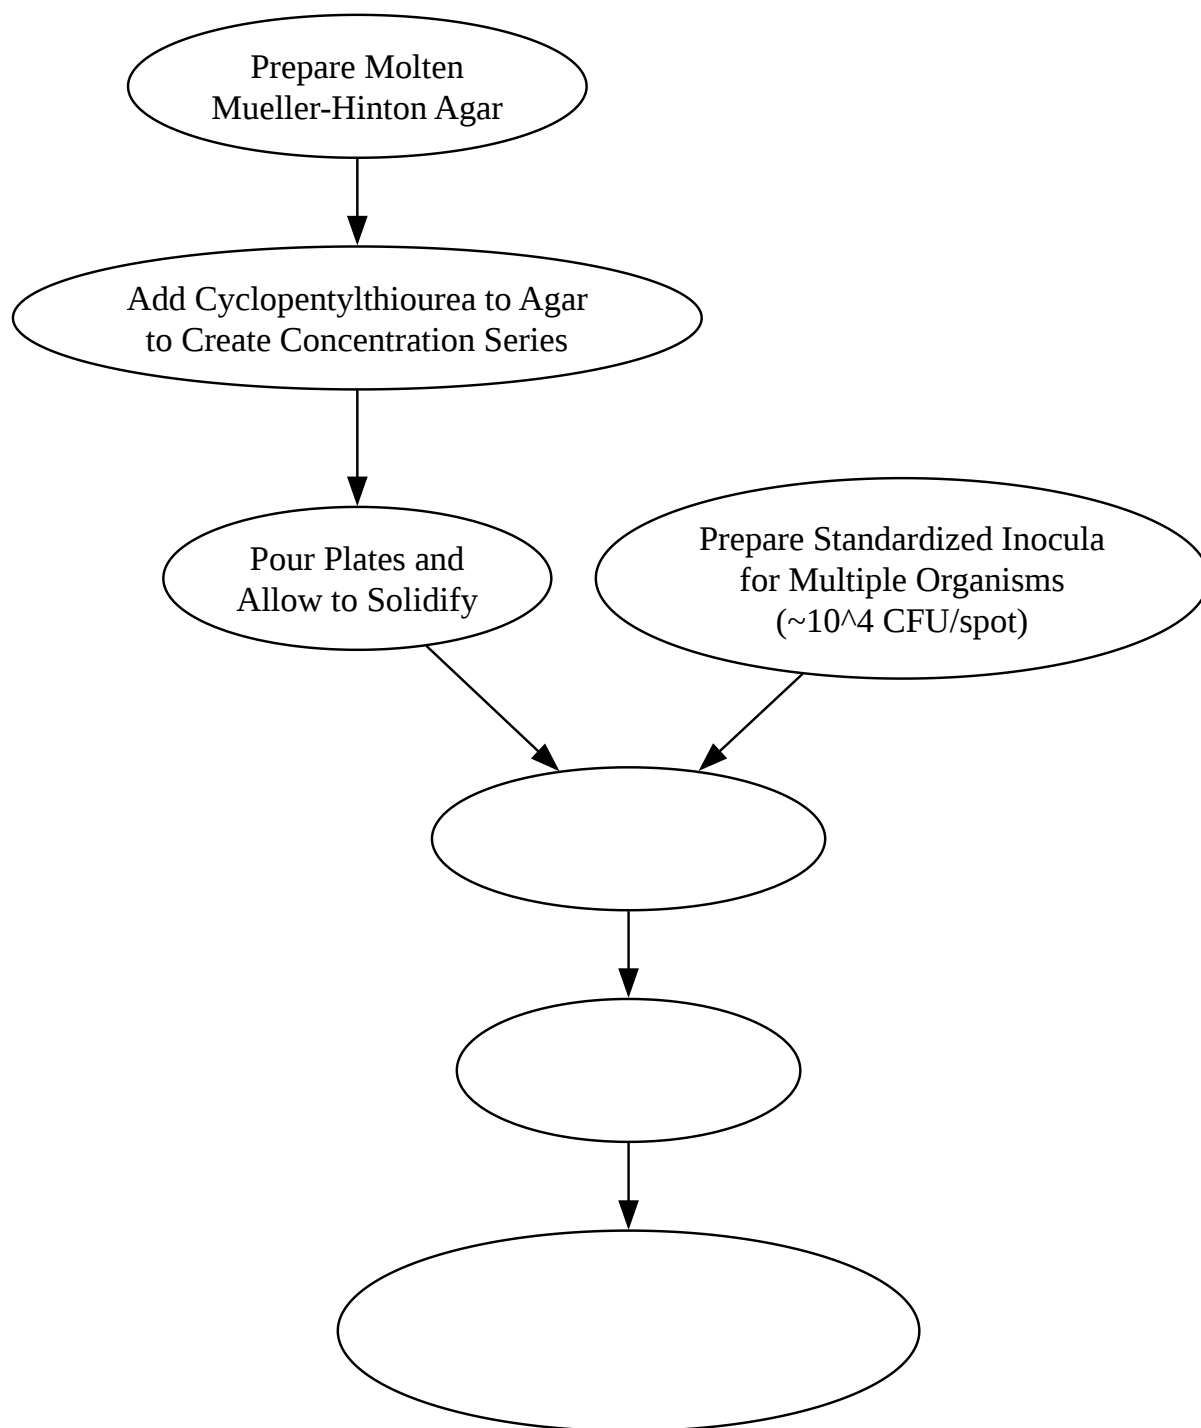 Prepare Molten
Mueller-Hinton Agar
Add Cyclopentylthiourea to Agar
to Create Concentration Series
Pour Plates and
Allow to Solidify
Prepare Standardized Inocula
for Multiple Organisms
(~10^4 CFU/spot)